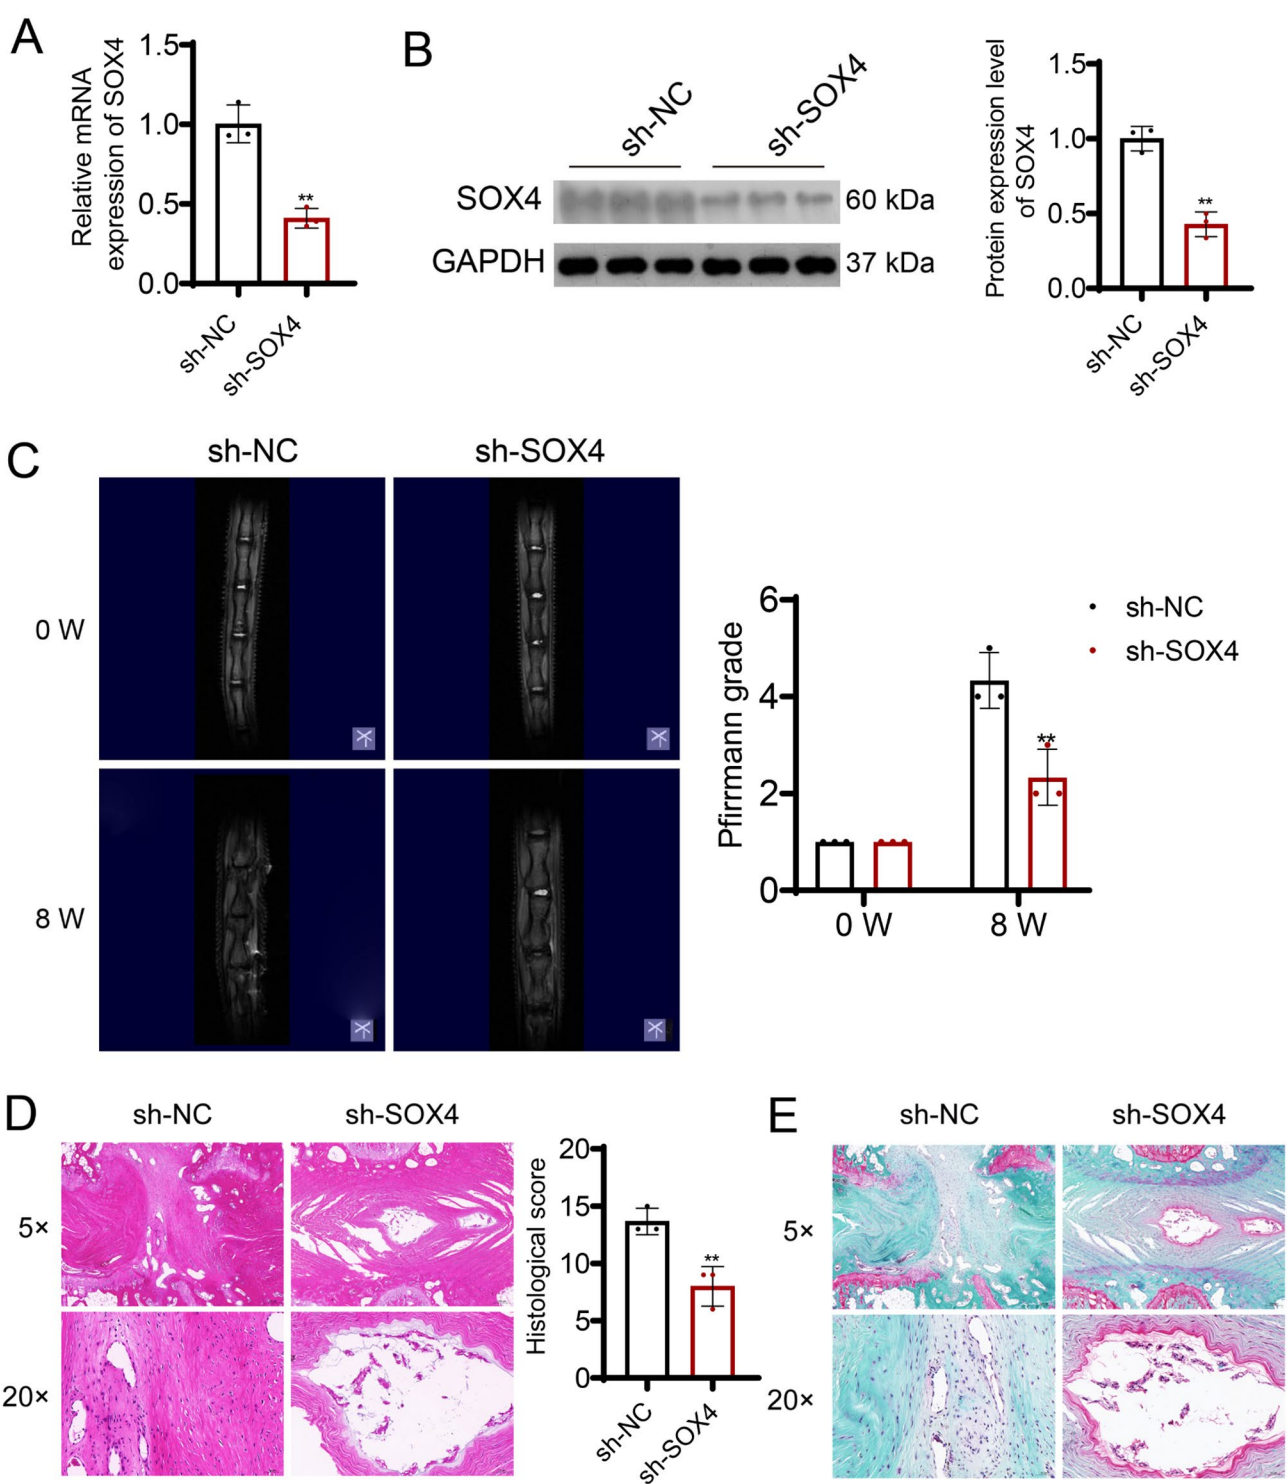 A
Relative mRNA
expression of SOX4
1.5
1.0
0.5
0.0
**
sh-NC
sh-SOX4
B
sh-NC
sh-SOX4
SOX4
60 kDa
GAPDH
37 kDa
Protein expression level
of SOX4
1.5
1.0
0.5
0.0
**
sh-NC
sh-SOX4
C
sh-NC
sh-SOX4
0 W
8 W
Pfirrmann grade
6
4
2
0
**
0 W
8 W
sh-NC
sh-SOX4
D
sh-NC
sh-SOX4
5×
20×
Histological score
20
15
10
5
0
**
sh-NC
sh-SOX4
E
sh-NC
sh-SOX4
5×
20×